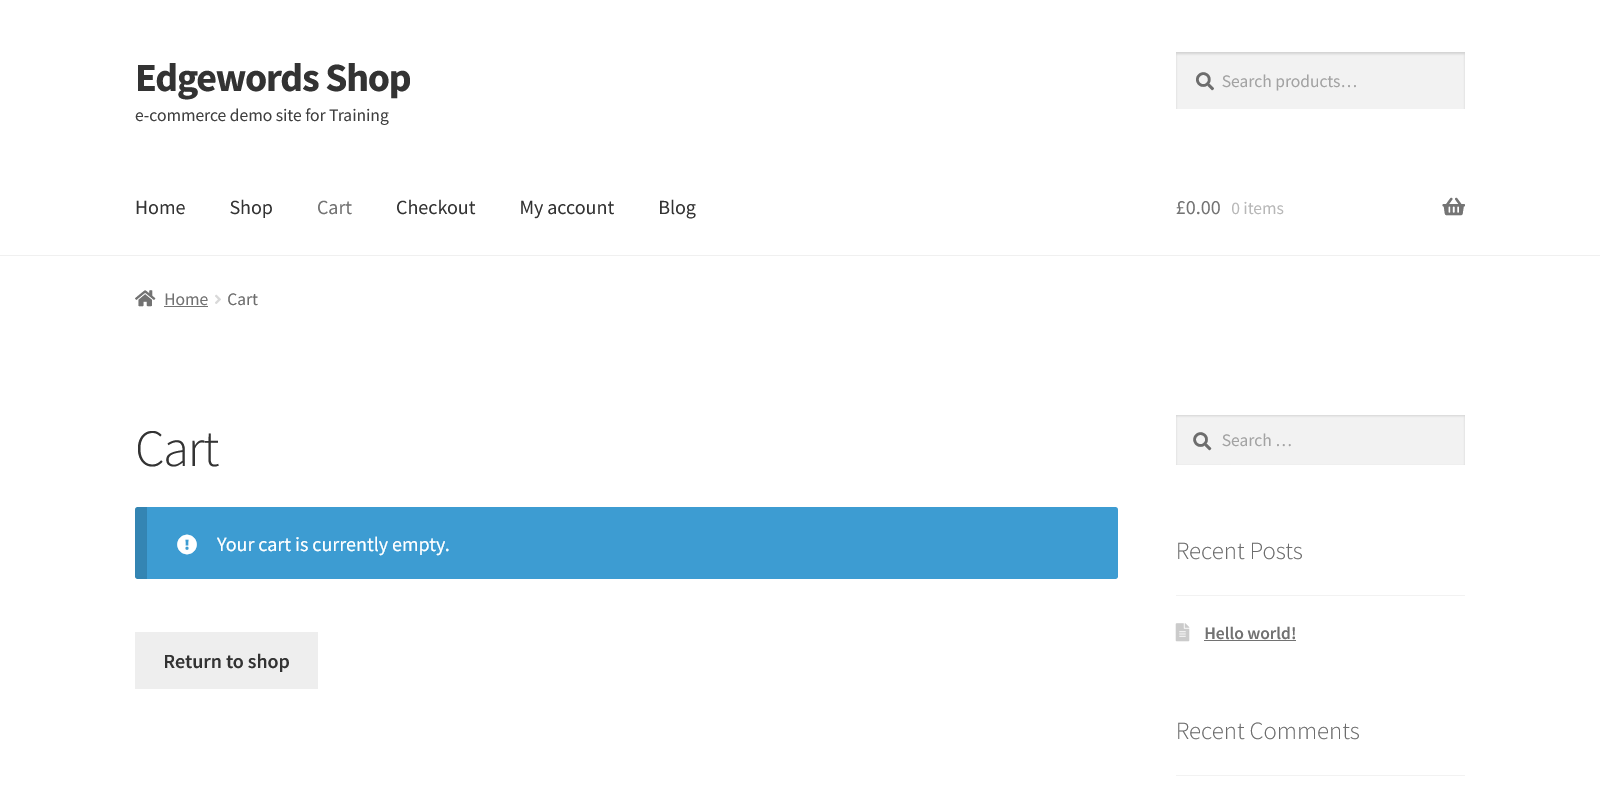 Edgewords Shop
e-commerce demo site for Training
Search products…
Home Shop Cart Checkout My account Blog
£0.00 0 items
Home Cart
Cart
Your cart is currently empty.
Return to shop
Search …
Recent Posts
Hello world!
Recent Comments